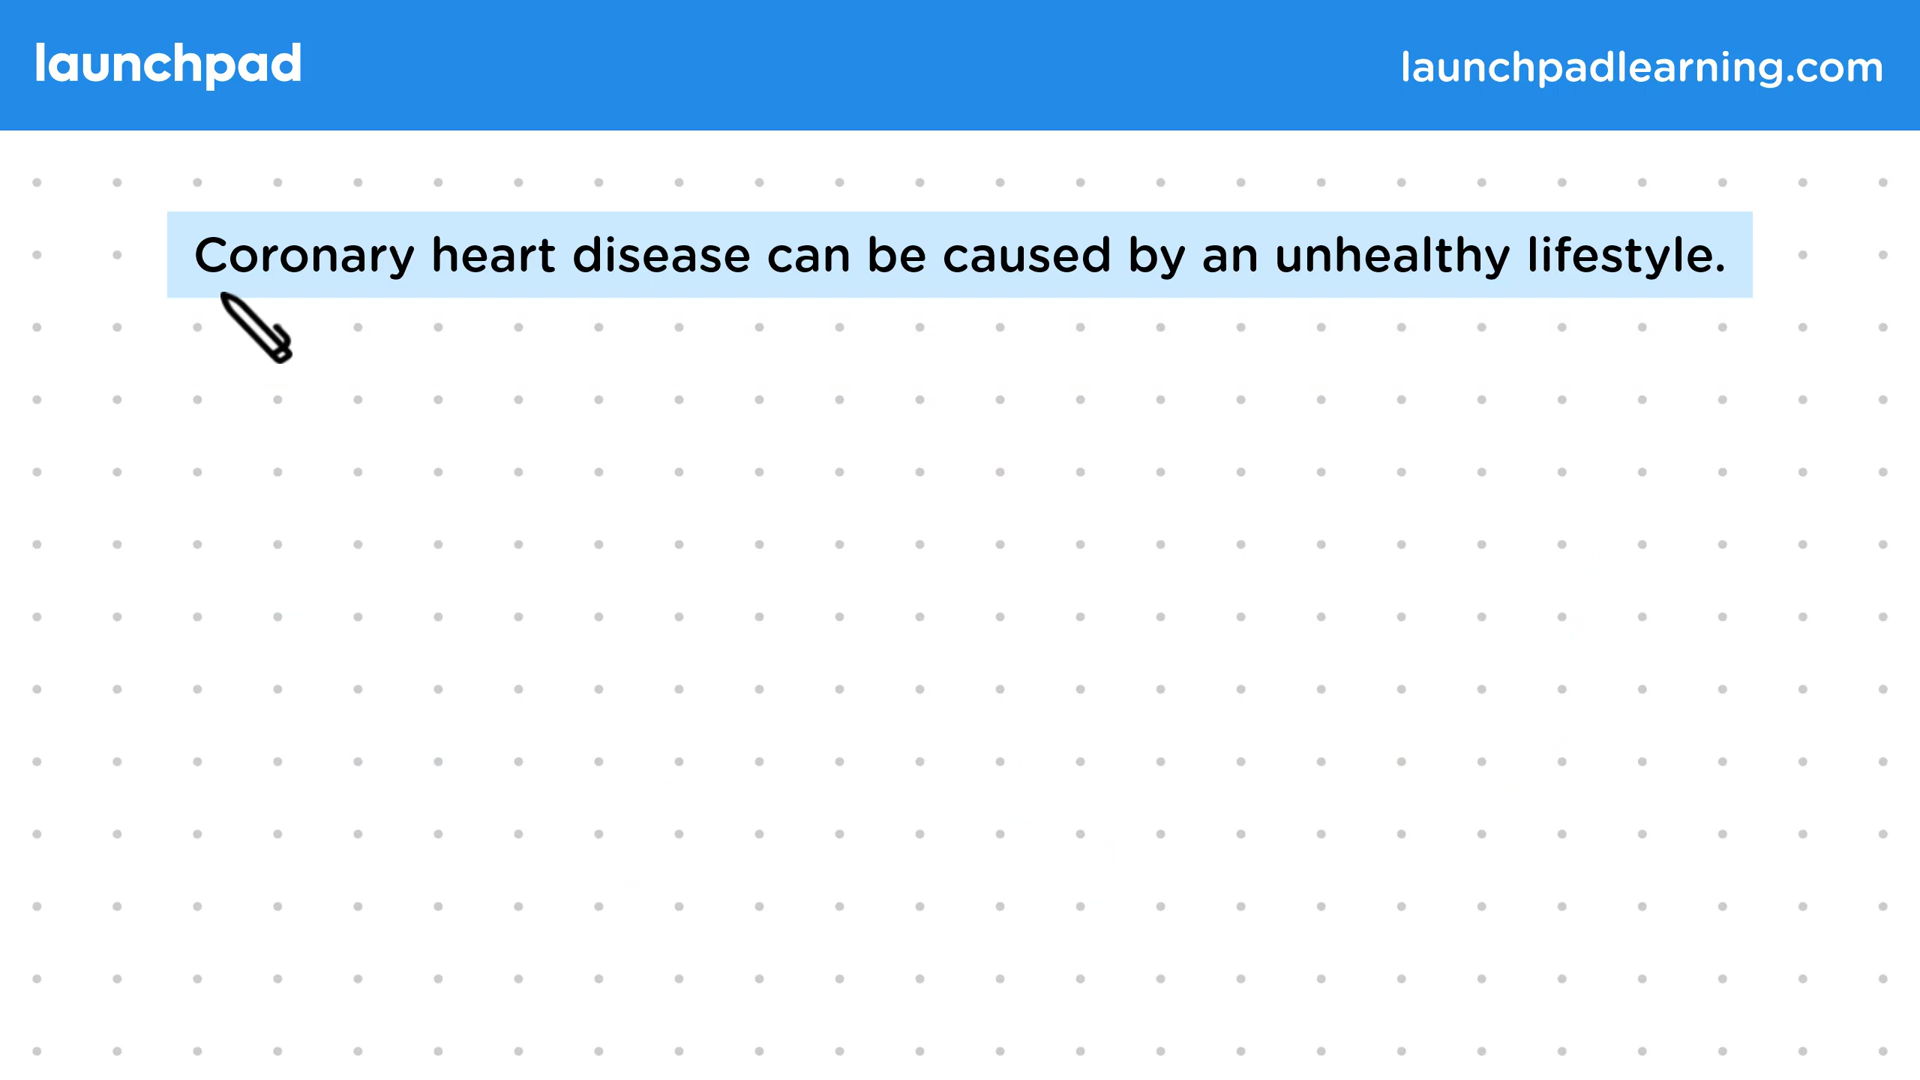 launchpad
launchpadlearning.com
Coronary heart disease can be caused by an unhealthy lifestyle.